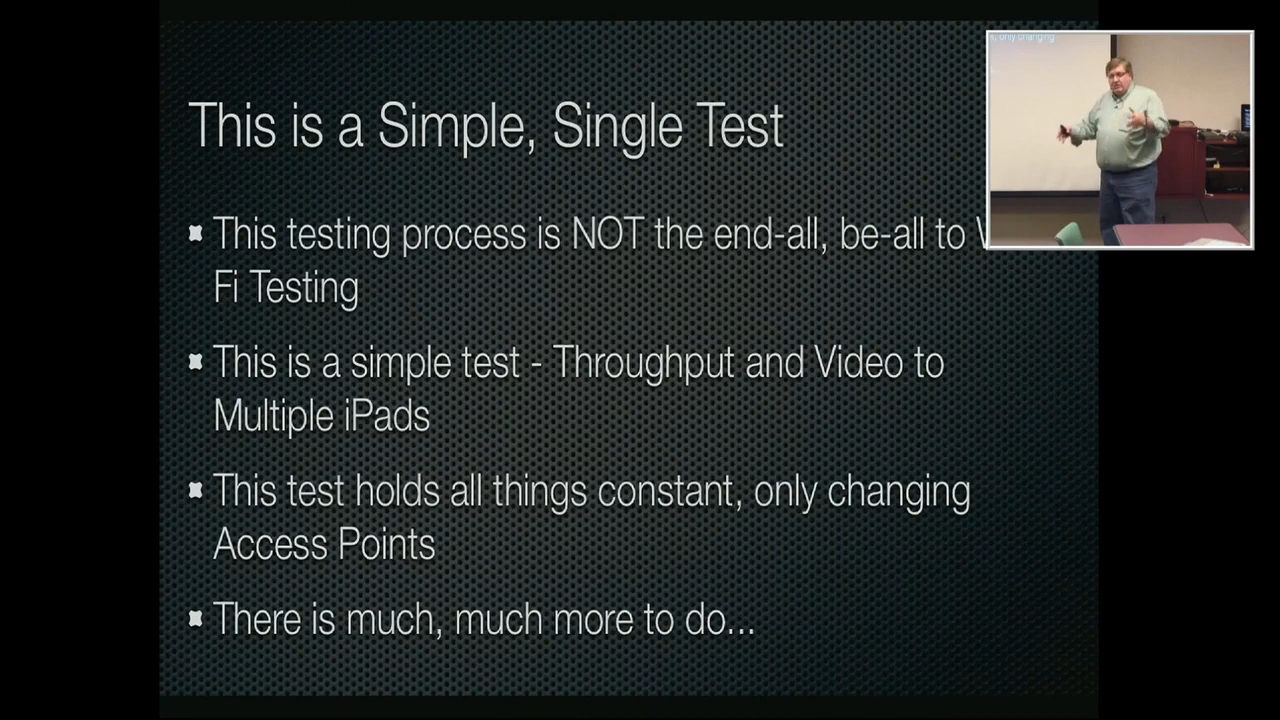 This is a Simple, Single Test
This testing process is NOT the end-all, be-all to
Fi Testing
This is a simple test - Throughput and Video to
Multiple iPads
This test holds all things constant, only changing
Access Points
There is much, much more to do...
only changing